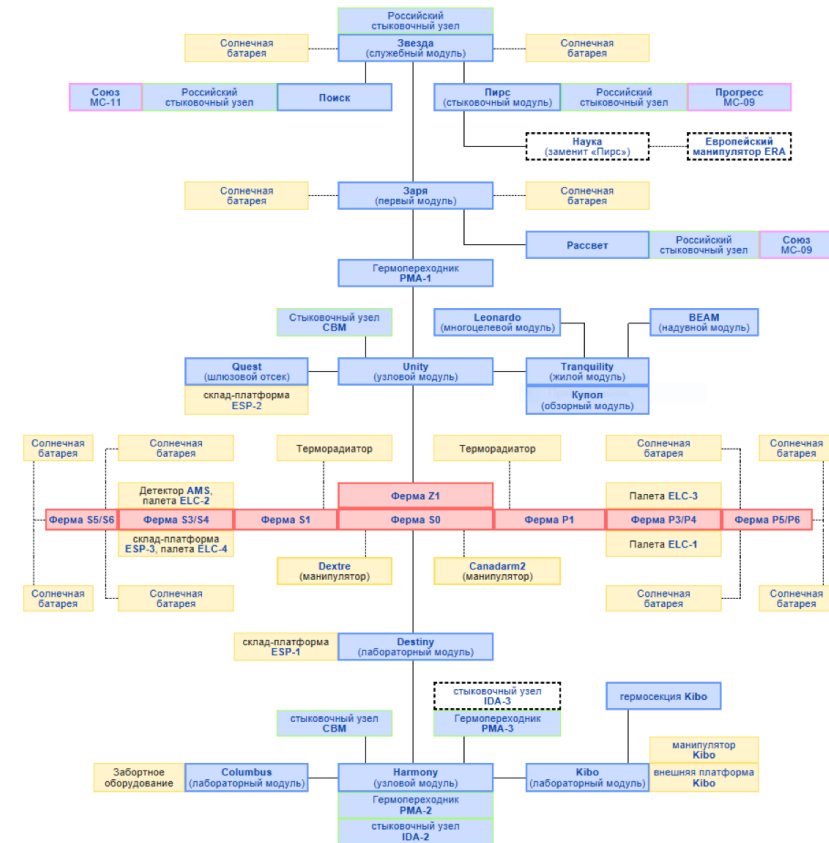 Российский
стыковочный узел
Солнечная
батарея
Звезда
(служебный модуль)
Солнечная
батарея
Союз
МС-11
Российский
стыковочный узел
Поиск
Пирс
(стыковочный модуль)
Российский
стыковочный узел
Прогресс
МС-09
Наука
(заменит «Пирс»)
Европейский
манипулятор ERA
Солнечная
батарея
Заря
(первый модуль)
Солнечная
батарея
Рассвет
Российский
стыковочный узел
Союз
МС-09
Гермопереходник
PMA-1
Стыковочный узел
CBM
Leonardo
(многоцелевой модуль)
BEAM
(надувной модуль)
Quest
(шлюзовой отсек)
Unity
(узловой модуль)
Tranquility
(жилой модуль)
склад-платформа
ESP-2
Купол
(обзорный модуль)
Солнечная
батарея
Солнечная
батарея
Терморадиатор
Терморадиатор
Солнечная
батарея
Солнечная
батарея
Детектор AMS,
палета ELC-2
Ферма Z1
Палета ELC-3
Ферма S5/S6
Ферма S3/S4
Ферма S1
Ферма S0
Ферма P1
Ферма P3/P4
Ферма P5/P6
склад-платформа
ESP-3, палета ELC-4
Палета ELC-1
Dextre
(манипулятор)
Canadarm2
(манипулятор)
Солнечная
батарея
Солнечная
батарея
Солнечная
батарея
Солнечная
батарея
склад-платформа
ESP-1
Destiny
(лабораторный модуль)
стыковочный узел
IDA-3
гермосекция Kibo
стыковочный узел
CBM
Гермопереходник
PMA-3
манипулятор
Kibo
Забортное
оборудование
Columbus
(лабораторный модуль)
Harmony
(узловой модуль)
Kibo
(лабораторный модуль)
внешняя платформа
Kibo
Гермопереходник
PMA-2
стыковочный узел
IDA-2